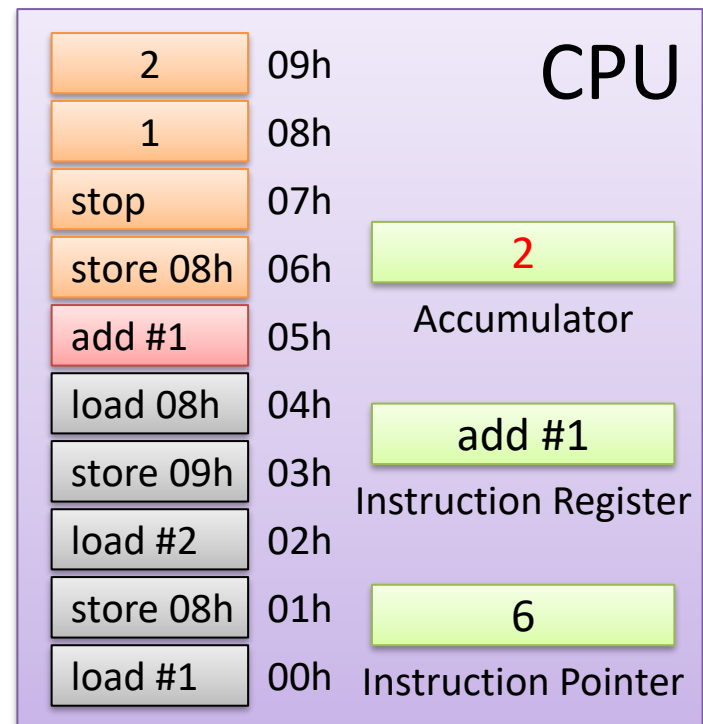 CPU
2 09h
1 08h
stop 07h
store 08h 06h
add #1 05h
load 08h 04h
store 09h 03h
load #2 02h
store 08h 01h
load #1 00h
2
Accumulator
add #1
Instruction Register
6
Instruction Pointer